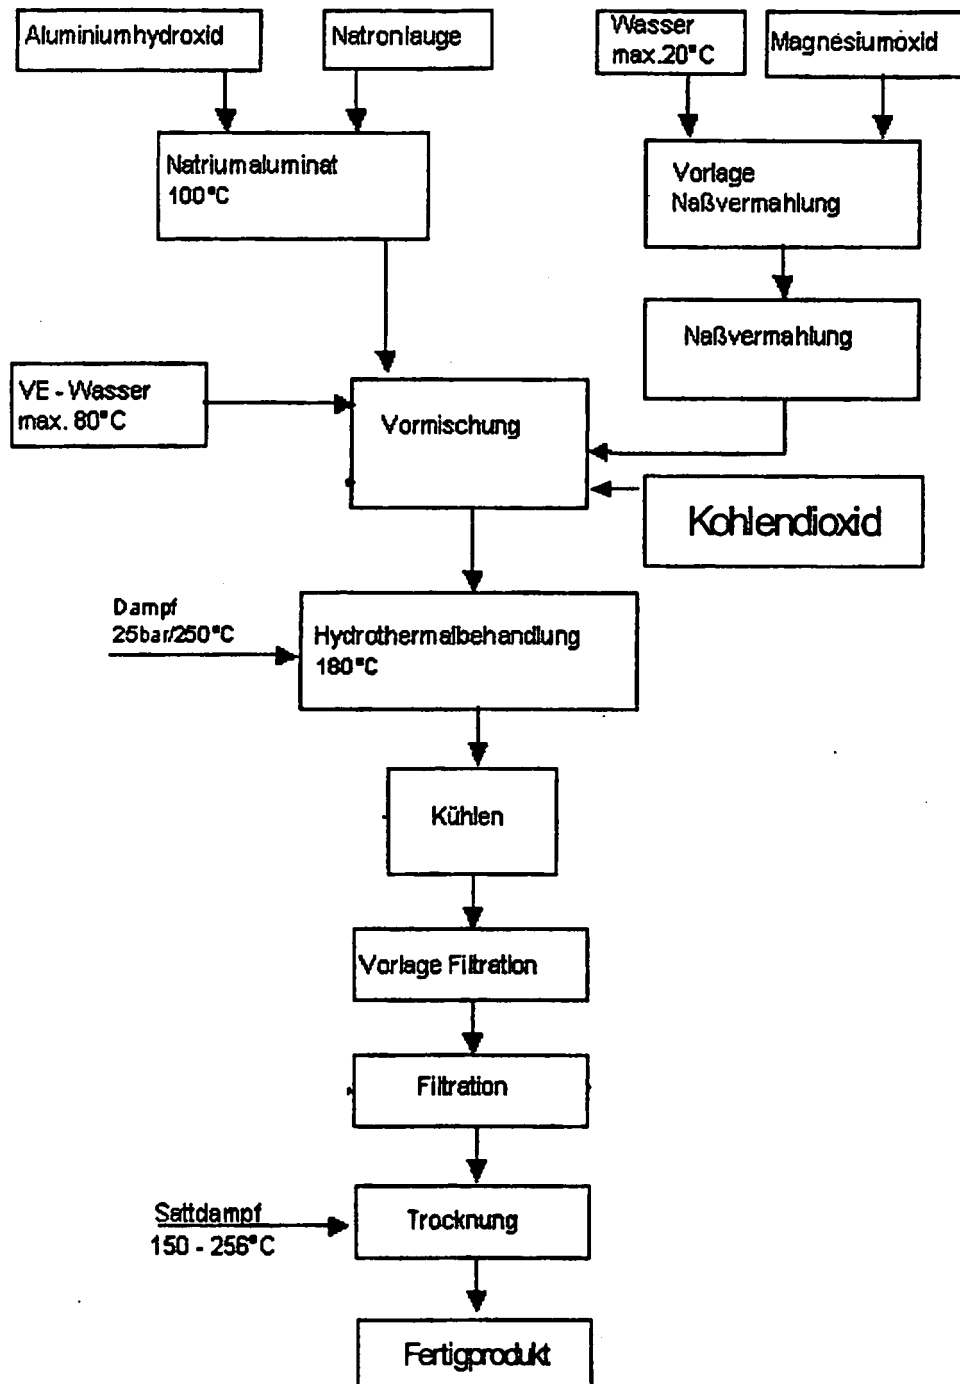 Aluminiumhydroxid
Natronlauge
Wasser
max.20°C
Magnesiumoxid
Natriumaluminat
100°C
Vorlage
Naßvermahlung
Naßvermahlung
VE - Wasser
max. 80°C
Vormischung
Kohlendioxid
Dampf
25bar/250°C
Hydrothermalbehandlung
180°C
Kühlen
Vorlage Filtration
Filtration
Sattdampf
150 - 256°C
Trocknung
Fertigprodukt